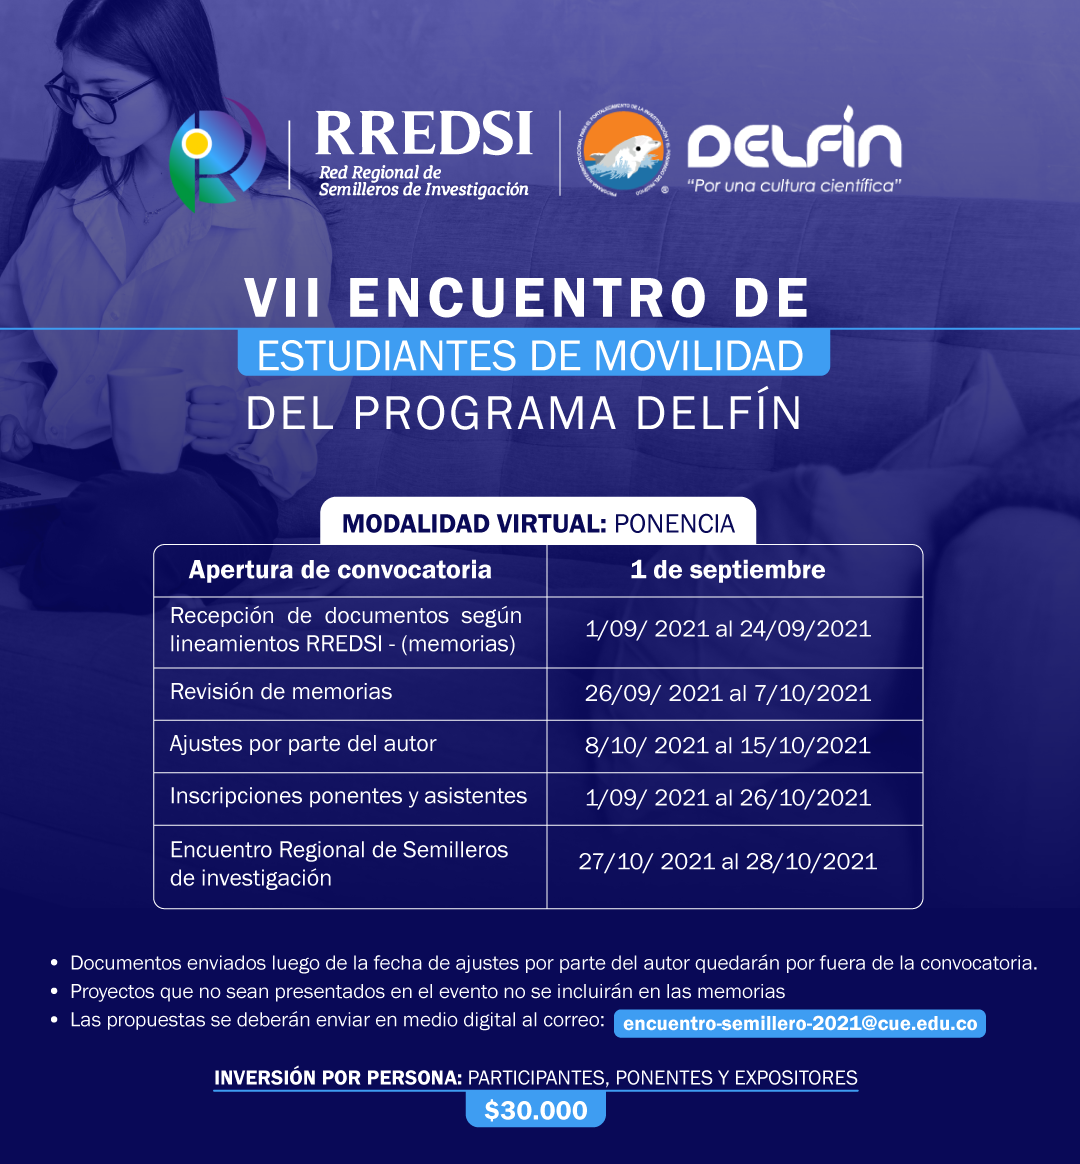 RREDSI
Red Regional de
Semilleros de Investigación
DELFÍN
"Por una cultura científica"
®
VII ENCUENTRO DE
ESTUDIANTES DE MOVILIDAD
DEL PROGRAMA DELFÍN
MODALIDAD VIRTUAL: PONENCIA
Apertura de convocatoria 1 de septiembre
Recepción de documentos según
lineamientos RREDSI - (memorias)
1/09/ 2021 al 24/09/2021
Revisión de memorias 26/09/ 2021 al 7/10/2021
Ajustes por parte del autor 8/10/ 2021 al 15/10/2021
Inscripciones ponentes y asistentes 1/09/ 2021 al 26/10/2021
Encuentro Regional de Semilleros
de investigación
27/10/ 2021 al 28/10/2021
• Documentos enviados luego de la fecha de ajustes por parte del autor quedarán por fuera de la convocatoria.
• Proyectos que no sean presentados en el evento no se incluirán en las memorias
• Las propuestas se deberán enviar en medio digital al correo: encuentro-semillero-2021@cue.edu.co
INVERSIÓN POR PERSONA: PARTICIPANTES, PONENTES Y EXPOSITORES
$30.000